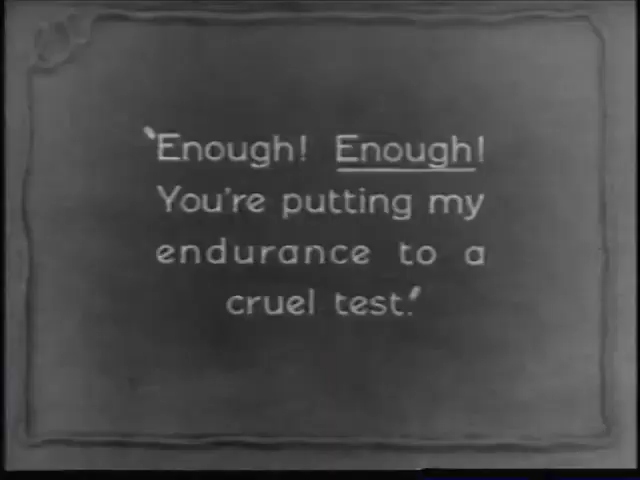 'Enough! Enough!
You're putting my
endurance to a
cruel test.'